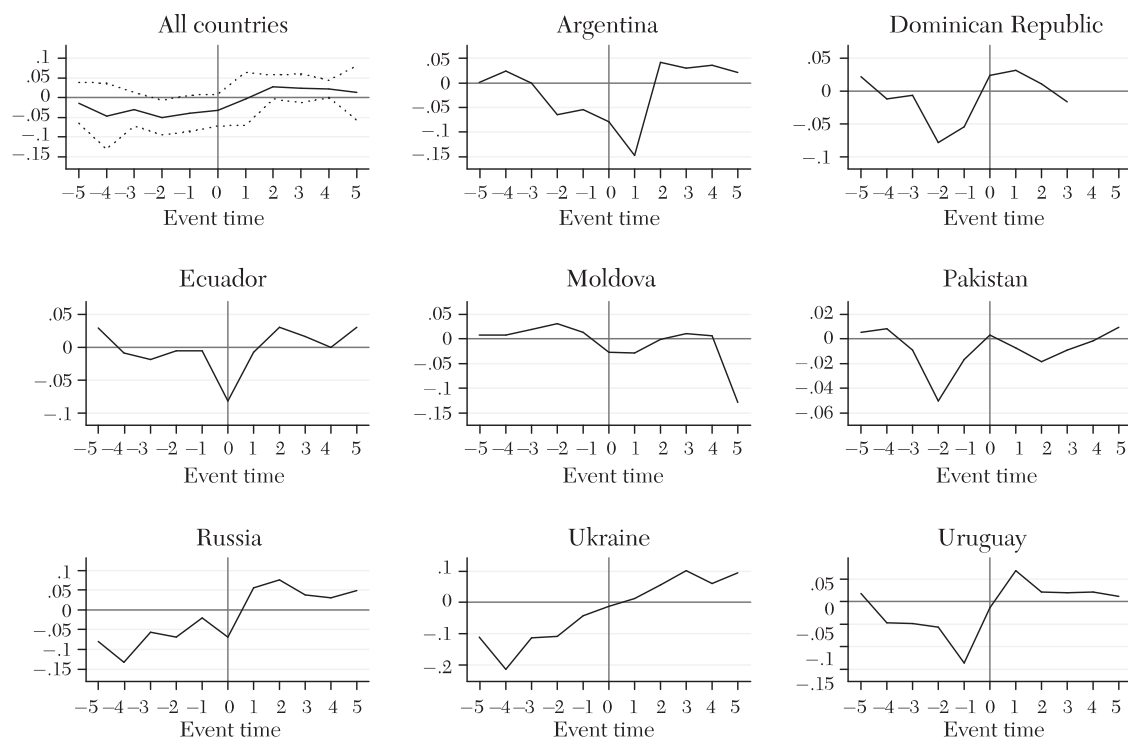 All countries
.1
.05
0
−.05
−.1
−.15
−5 −4 −3 −2 −1 0 1 2 3 4 5
Event time
Argentina
.05
0
−.05
−.1
−.15
−5 −4 −3 −2 −1 0 1 2 3 4 5
Event time
Dominican Republic
.05
0
−.05
−.1
−5 −4 −3 −2 −1 0 1 2 3 4 5
Event time
Ecuador
.05
0
−.05
−.1
−5 −4 −3 −2 −1 0 1 2 3 4 5
Event time
Moldova
.05
0
−.05
−.1
−.15
−5 −4 −3 −2 −1 0 1 2 3 4 5
Event time
Pakistan
.02
0
−.02
−.04
−.06
−5 −4 −3 −2 −1 0 1 2 3 4 5
Event time
Russia
.1
.05
0
−.05
−.1
−.15
−5 −4 −3 −2 −1 0 1 2 3 4 5
Event time
Ukraine
.1
0
−.1
−.2
−5 −4 −3 −2 −1 0 1 2 3 4 5
Event time
Uruguay
.05
0
−.05
−.1
−.15
−5 −4 −3 −2 −1 0 1 2 3 4 5
Event time